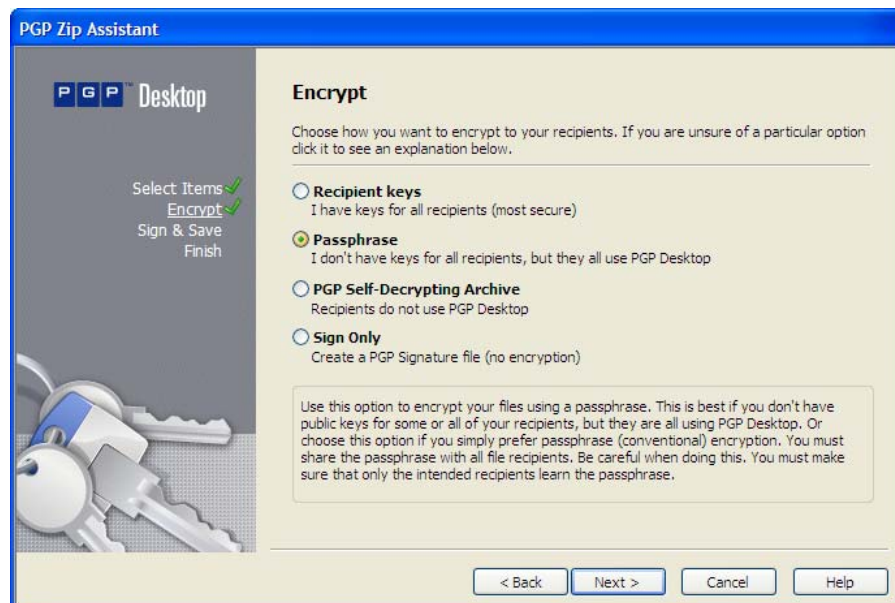 PGP Zip Assistant
PGP™ Desktop
Select Items
Encrypt
Sign & Save
Finish
Encrypt
Choose how you want to encrypt to your recipients. If you are unsure of a particular option
click it to see an explanation below.
Recipient keys
I have keys for all recipients (most secure)
Passphrase
I don't have keys for all recipients, but they all use PGP Desktop
PGP Self-Decrypting Archive
Recipients do not use PGP Desktop
Sign Only
Create a PGP Signature file (no encryption)
Use this option to encrypt your files using a passphrase. This is best if you don't have
public keys for some or all of your recipients, but they are all using PGP Desktop. Or
choose this option if you simply prefer passphrase (conventional) encryption. You must
share the passphrase with all file recipients. Be careful when doing this. You must make
sure that only the intended recipients learn the passphrase.
< Back
Next >
Cancel
Help